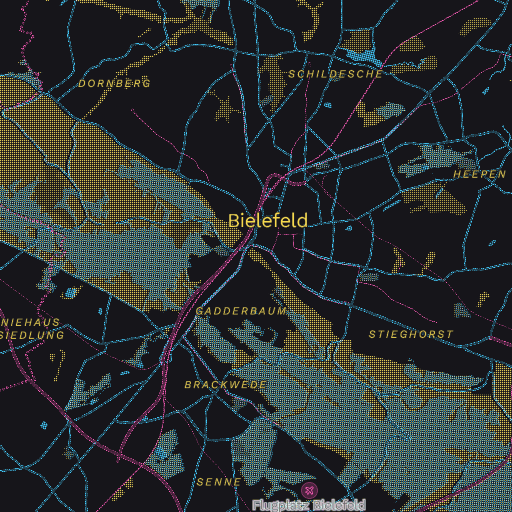 SCHILDESCHE
DORNBERG
HEEPEN
Bielefeld
GADDERBAUM
NIEHAUS
SIEDLUNG
STIEGHORST
BRACKWEDE
SENNE
Flugplatz Bielefeld